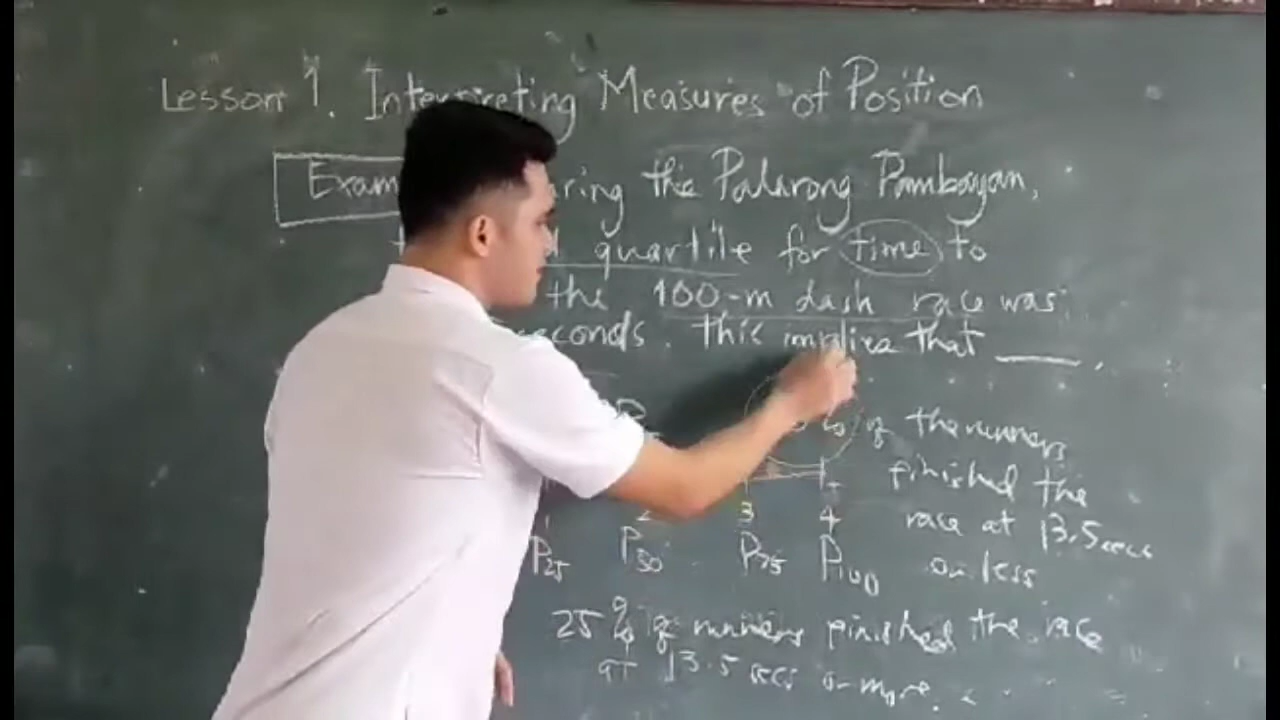 Lesson 1. Interpreting Measures of Position
Exam ring the Palarong Pambayan,
quartile for time to
the 100-m dash race was
seconds. This implies that ____.
% of the runners
finished the
3 4 race at 13.5 secs
P25 P50 P75 P100 or less
25% of runners finished the race
at 13.5 secs or more.